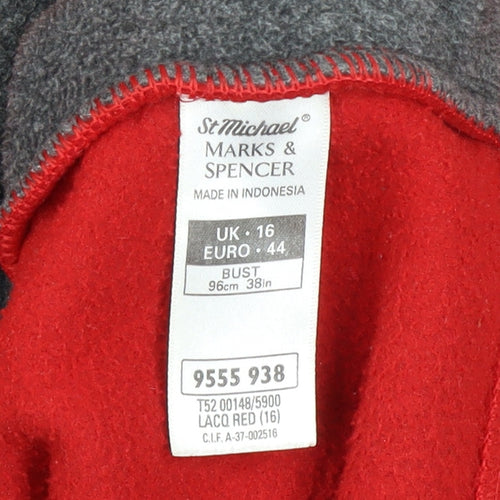 St Michael®
MARKS &
SPENCER
MADE IN INDONESIA
UK · 16
EURO · 44
BUST
96cm 38in
9555 938
T52 00148/5900
LACQ RED (16)
C.I.F. A-37-002516